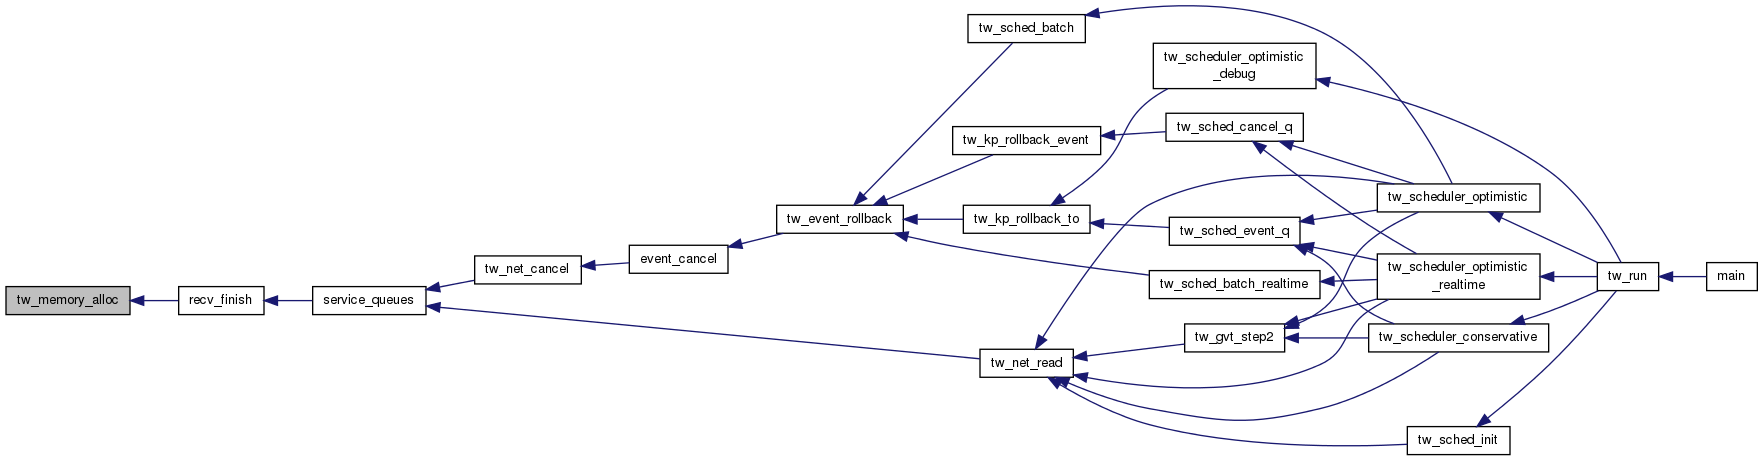 tw_memory_alloc
recv_finish
service_queues
tw_net_cancel
event_cancel
tw_event_rollback
tw_net_read
tw_sched_batch
tw_kp_rollback_event
tw_kp_rollback_to
tw_scheduler_optimistic
_debug
tw_sched_cancel_q
tw_sched_event_q
tw_sched_batch_realtime
tw_gvt_step2
tw_scheduler_optimistic
tw_scheduler_optimistic
_realtime
tw_scheduler_conservative
tw_sched_init
tw_run
main